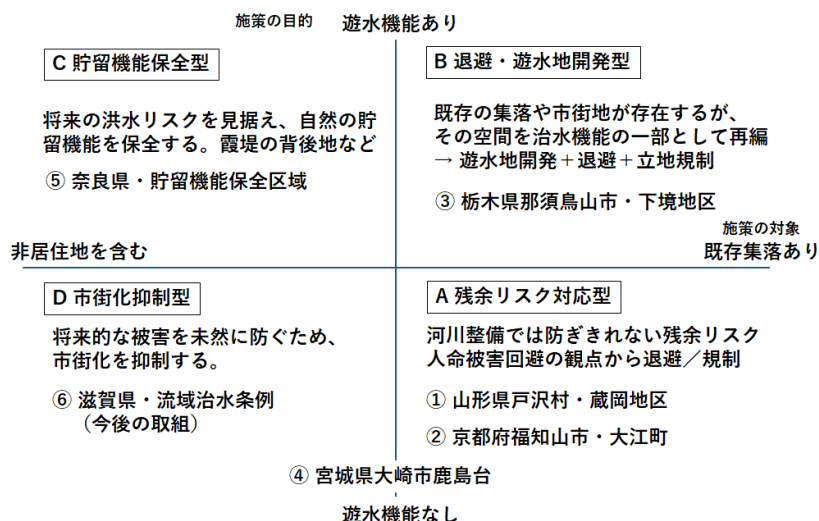 施策の目的 遊水機能あり
C 貯留機能保全型
将来の洪水リスクを見据え、自然の貯
留機能を保全する。霞堤の背後地など
⑤ 奈良県・貯留機能保全区域
B 退避・遊水地開発型
既存の集落や市街地が存在するが、
その空間を治水機能の一部として再編
→ 遊水地開発＋退避＋立地規制
③ 栃木県那須烏山市・下境地区
非居住地を含む
施策の対象
既存集落あり
D 市街化抑制型
将来的な被害を未然に防ぐため、
市街化を抑制する。
⑥ 滋賀県・流域治水条例
（今後の取組）
A 残余リスク対応型
河川整備では防ぎきれない残余リスク
人命被害回避の観点から退避／規制
① 山形県戸沢村・蔵岡地区
② 京都府福知山市・大江町
④ 宮城県大崎市鹿島台
遊水機能なし